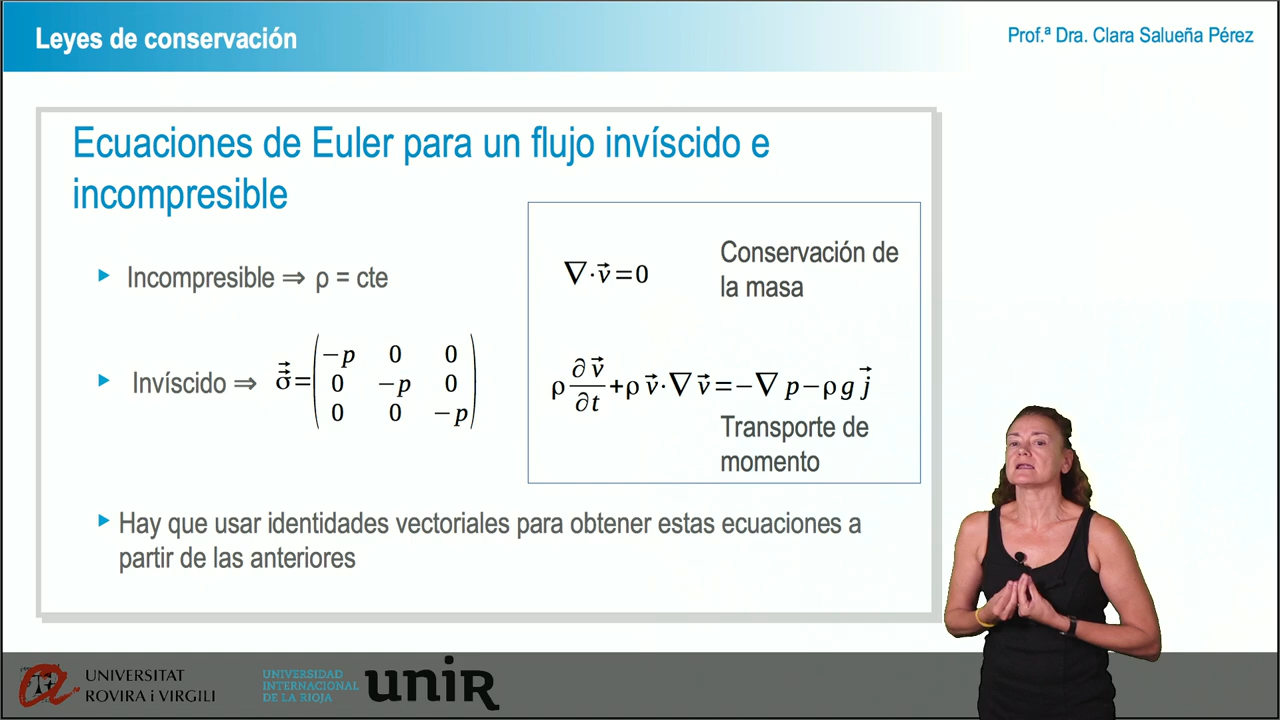 Leyes de conservación
Prof.ª Dra. Clara Salueña Pérez
Ecuaciones de Euler para un flujo invíscido e
incompresible
Incompresible ⇒ ρ = cte
Invíscido ⇒ σ⃗⃗ = ( −p 0 0
0 −p 0
0 0 −p )
∇·v⃗=0
Conservación de
la masa
ρ ∂v⃗/∂t + ρ v⃗·∇ v⃗ = −∇ p − ρ g j⃗
Transporte de
momento
Hay que usar identidades vectoriales para obtener estas ecuaciones a
partir de las anteriores
UNIVERSITAT
ROVIRA i VIRGILI
UNIVERSIDAD
INTERNACIONAL
DE LA RIOJA
unir